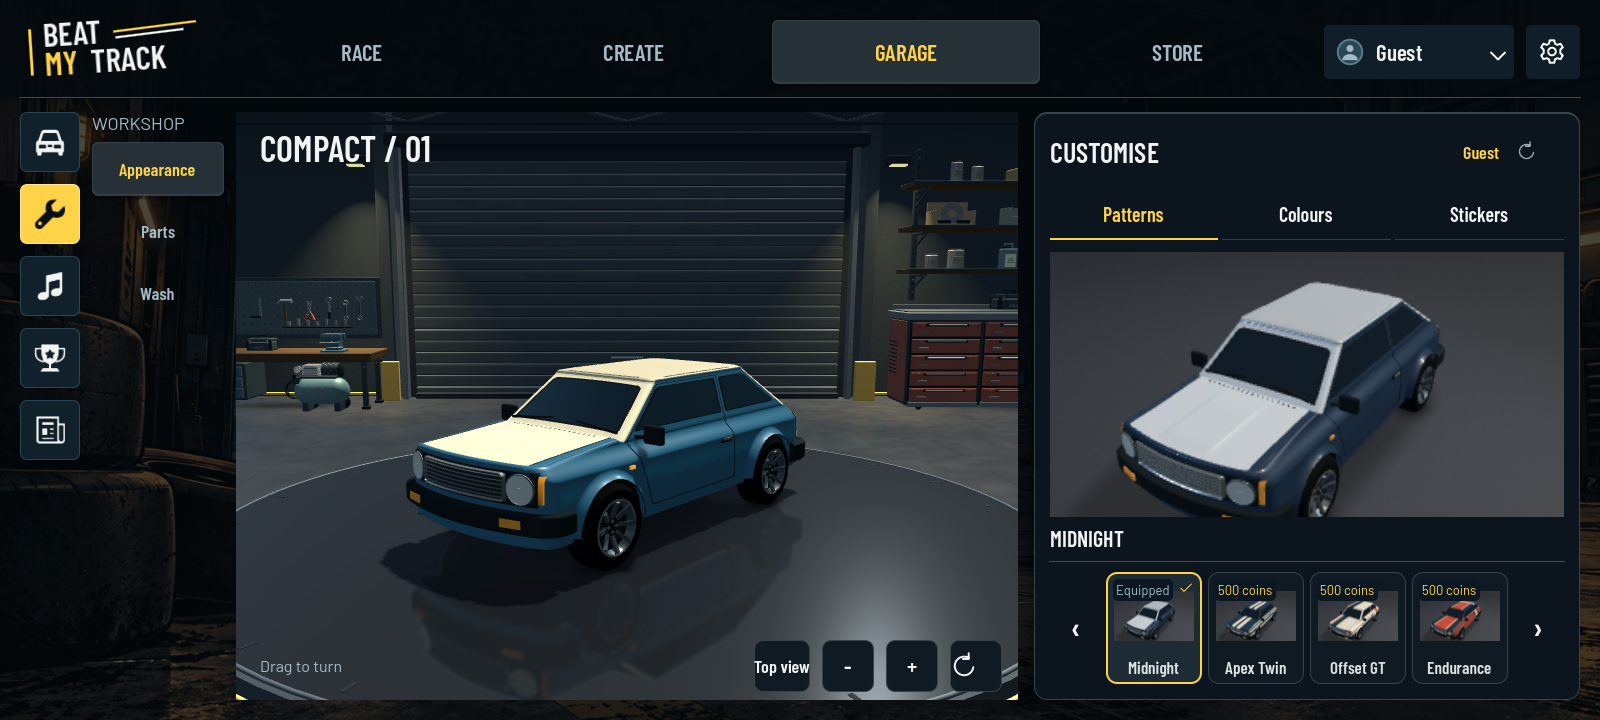 BEAT
MY TRACK
RACE
CREATE
GARAGE
STORE
Guest
WORKSHOP
Appearance
Parts
Wash
COMPACT / 01
Drag to turn
Top view
-
+
CUSTOMISE
Guest
Patterns
Colours
Stickers
MIDNIGHT
Equipped
500 coins
500 coins
500 coins
‹
›
Midnight
Apex Twin
Offset GT
Endurance